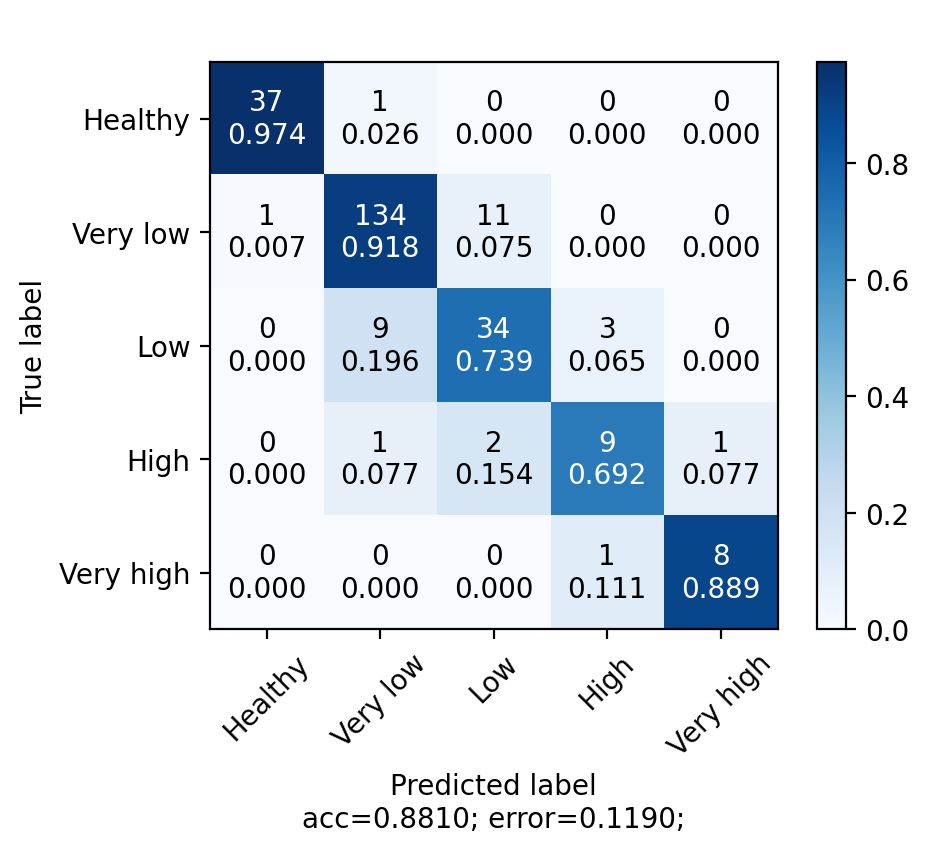 Healthy 37 1 0 0 0
0.974 0.026 0.000 0.000 0.000
Very low 1 134 11 0 0
0.007 0.918 0.075 0.000 0.000
Low 0 9 34 3 0
0.000 0.196 0.739 0.065 0.000
High 0 1 2 9 1
0.000 0.077 0.154 0.692 0.077
Very high 0 0 0 1 8
0.000 0.000 0.000 0.111 0.889
True label
0.8
0.6
0.4
0.2
0.0
Healthy Very low Low High Very high
Predicted label
acc=0.8810; error=0.1190;